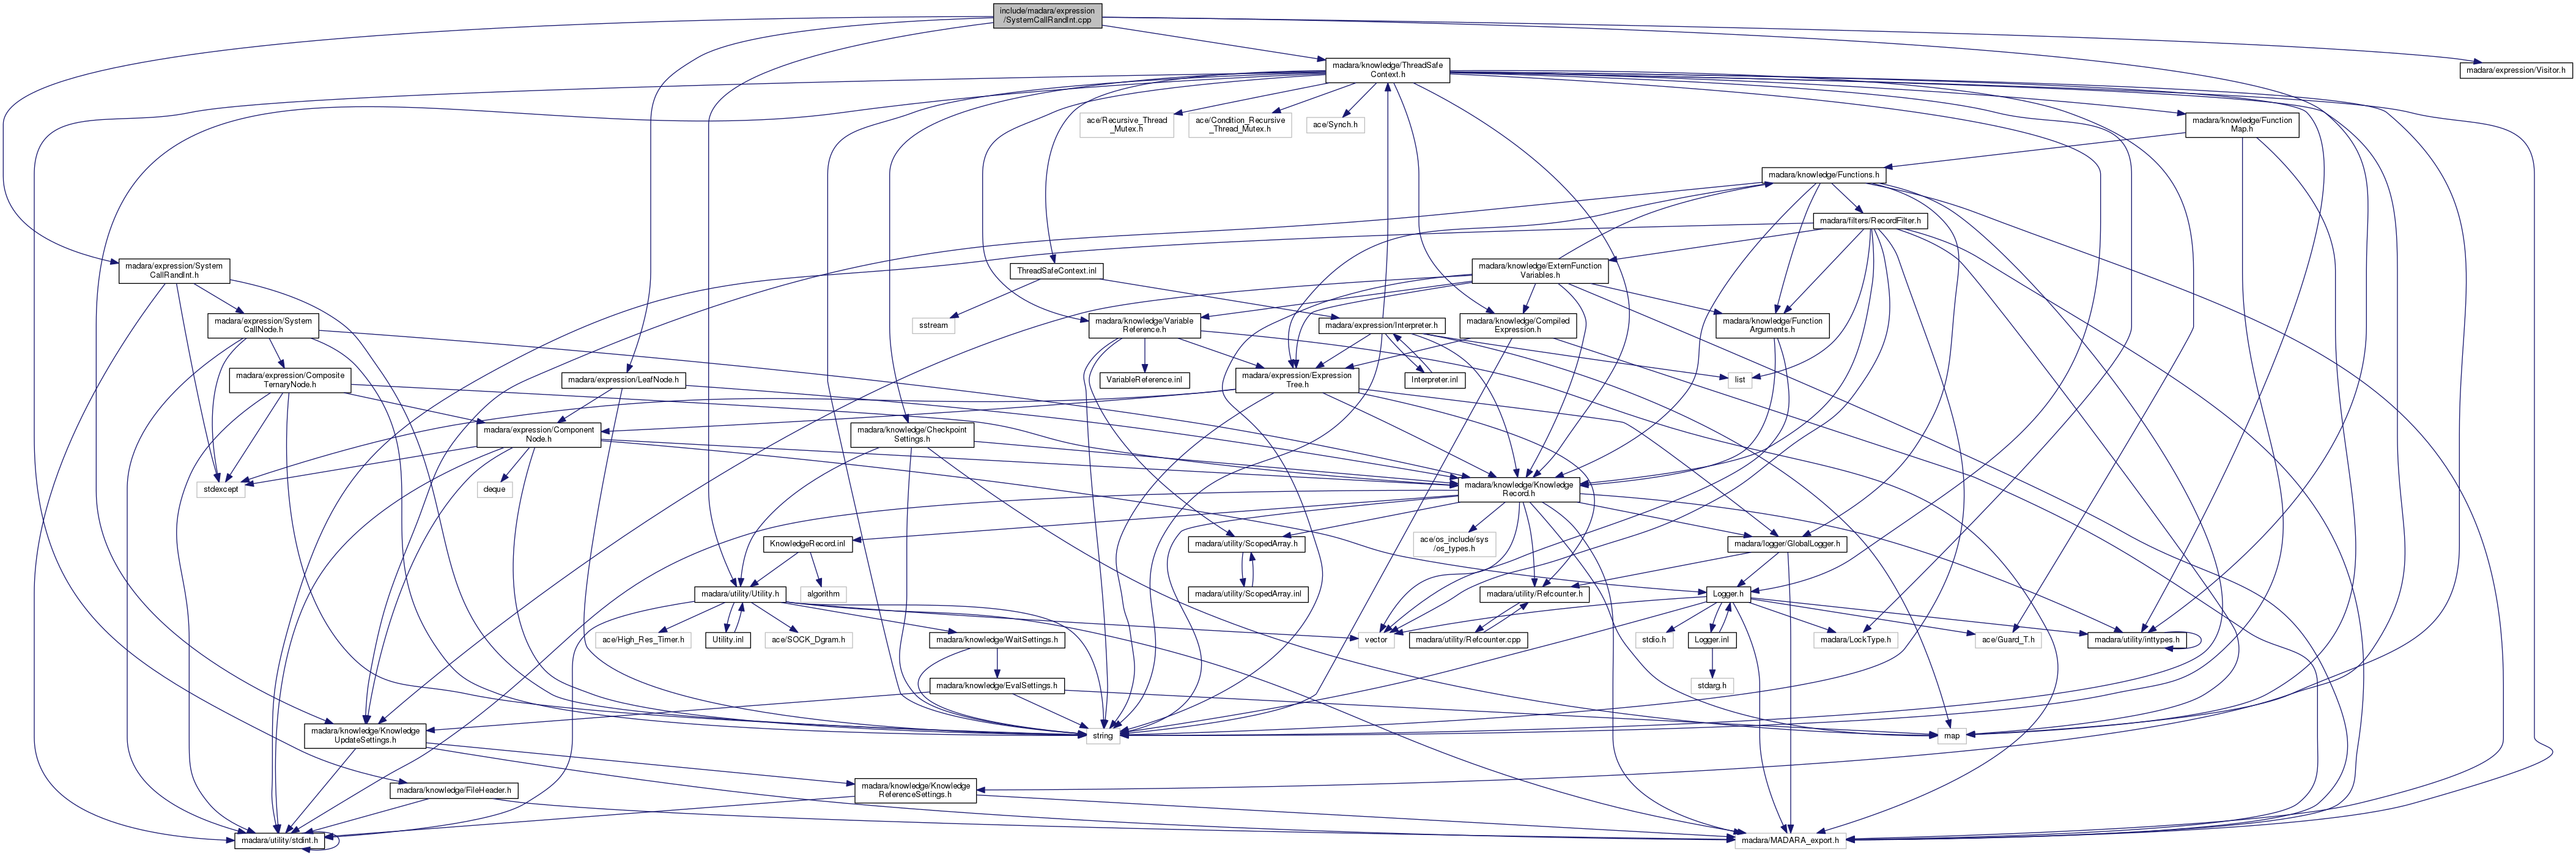 include/madara/expression
/SystemCallRandInt.cpp
madara/knowledge/ThreadSafe
Context.h
madara/expression/Visitor.h
ace/Recursive_Thread
_Mutex.h
ace/Condition_Recursive
_Thread_Mutex.h
ace/Synch.h
madara/knowledge/Function
Map.h
madara/knowledge/Functions.h
madara/filters/RecordFilter.h
madara/expression/System
CallRandInt.h
ThreadSafeContext.inl
madara/knowledge/ExternFunction
Variables.h
madara/expression/System
CallNode.h
sstream
madara/knowledge/Variable
Reference.h
madara/expression/Interpreter.h
madara/knowledge/Compiled
Expression.h
madara/knowledge/Function
Arguments.h
madara/expression/Composite
TernaryNode.h
madara/expression/LeafNode.h
VariableReference.inl
madara/expression/Expression
Tree.h
Interpreter.inl
list
madara/expression/Component
Node.h
madara/knowledge/Checkpoint
Settings.h
stdexcept
deque
madara/knowledge/Knowledge
Record.h
KnowledgeRecord.inl
madara/utility/ScopedArray.h
ace/os_include/sys
/os_types.h
madara/logger/GlobalLogger.h
madara/utility/Utility.h
algorithm
madara/utility/ScopedArray.inl
madara/utility/Refcounter.h
Logger.h
ace/High_Res_Timer.h
Utility.inl
ace/SOCK_Dgram.h
madara/knowledge/WaitSettings.h
vector
madara/utility/Refcounter.cpp
stdio.h
Logger.inl
madara/LockType.h
ace/Guard_T.h
madara/utility/inttypes.h
madara/knowledge/EvalSettings.h
stdarg.h
madara/knowledge/Knowledge
UpdateSettings.h
string
map
madara/knowledge/FileHeader.h
madara/knowledge/Knowledge
ReferenceSettings.h
madara/utility/stdint.h
madara/MADARA_export.h